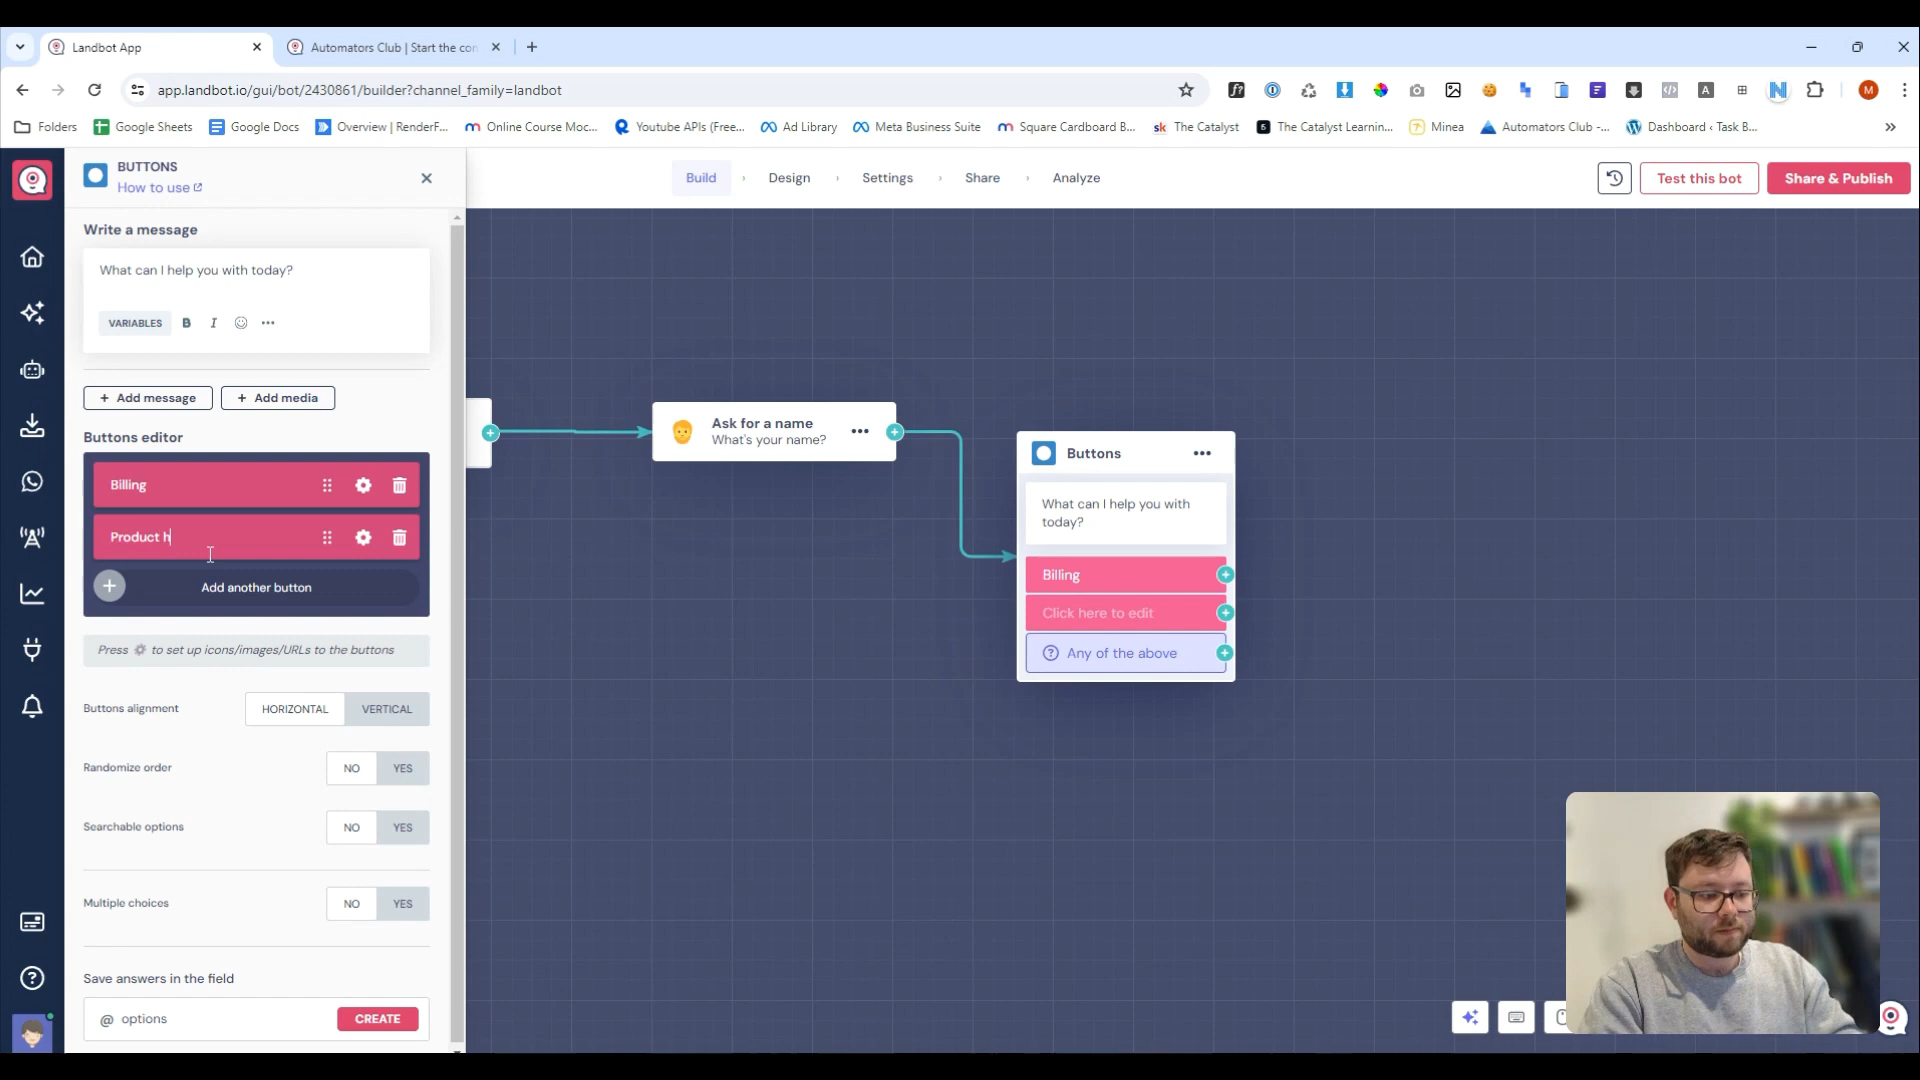 Landbot App
Automators Club | Start the con
app.landbot.io/gui/bot/2430861/builder?channel_family=landbot
M
Folders
Google Sheets
Google Docs
Overview | RenderF...
Online Course Moc...
Youtube APIs (Free...
Ad Library
Meta Business Suite
Square Cardboard B...
sk The Catalyst
The Catalyst Learnin...
Minea
Automators Club -...
Dashboard ‹ Task B...
BUTTONS
How to use
Build
Design
Settings
Share
Analyze
Test this bot
Share & Publish
Write a message
What can I help you with today?
VARIABLES B I
+ Add message
+ Add media
Buttons editor
Billing
Product h
Add another button
Press to set up icons/images/URLs to the buttons
Buttons alignment
HORIZONTAL
VERTICAL
Randomize order
NO
YES
Searchable options
NO
YES
Multiple choices
NO
YES
Save answers in the field
@ options
CREATE
Ask for a name
What's your name?
Buttons
What can I help you with
today?
Billing
Click here to edit
Any of the above